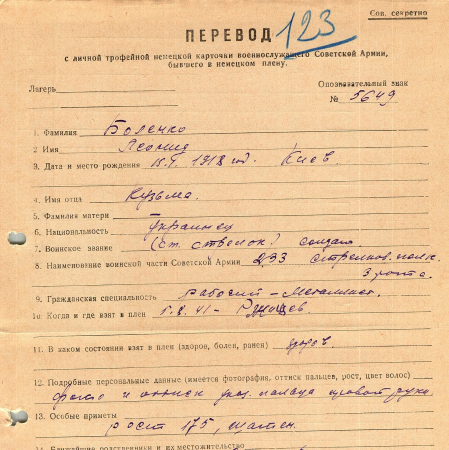 Сов. секретно
ПЕРЕВОД 123
с личной трофейной немецкой карточки военнослужащего Советской Армии,
бывшего в немецком плену.
Лагерь
Опознавательный знак
№ 5649
1. Фамилия Боленко
2 Имя Леонид
3. Дата и место рождения 1918 год. Киев.
4. Имя отца Кузьма
5. Фамилия матери
6. Национальность Украинец
7. Воинское звание (ст. стрелок) солдат
8. Наименование воинской части Советской Армии 233 стрелков. полк
3 рота.
9. Гражданская специальность рабочий - Металлист.
10 Когда и где взят в плен 8.41 - Ржищев
11. В каком состоянии взят в плен (здоров, болен, ранен) здоров.
12. Подробные персональные данные (имеется фотография, оттиск пальцев, рост, цвет волос)
фото и оттиск указ. пальца правой руки.
13. Особые приметы
рост 175, шатен.
14 Ближайшие родственники и их местожительство